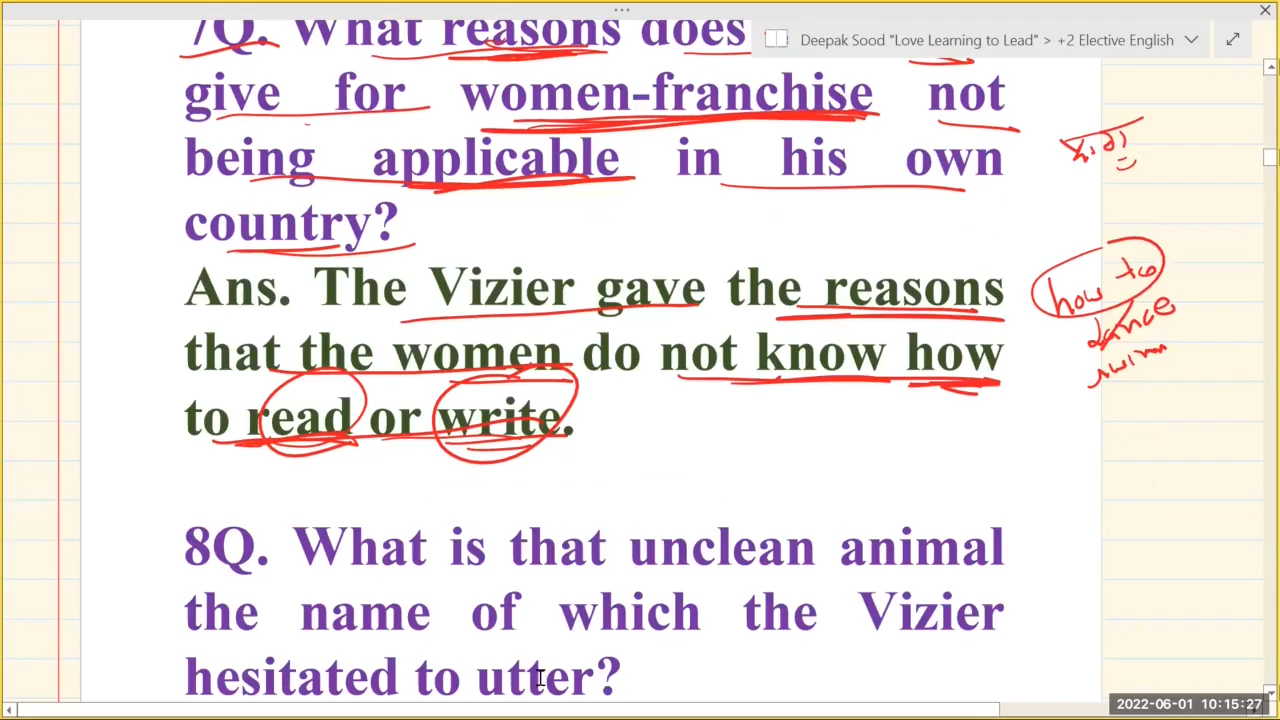 7Q. What reasons does
Deepak Sood "Love Learning to Lead" > +2 Elective English
give for women-franchise not
being applicable in his own
country?
Ans. The Vizier gave the reasons
that the women do not know how
to read or write.
how to
dance
swim
8Q. What is that unclean animal
the name of which the Vizier
hesitated to utter?
2022-06-01 10:15:27